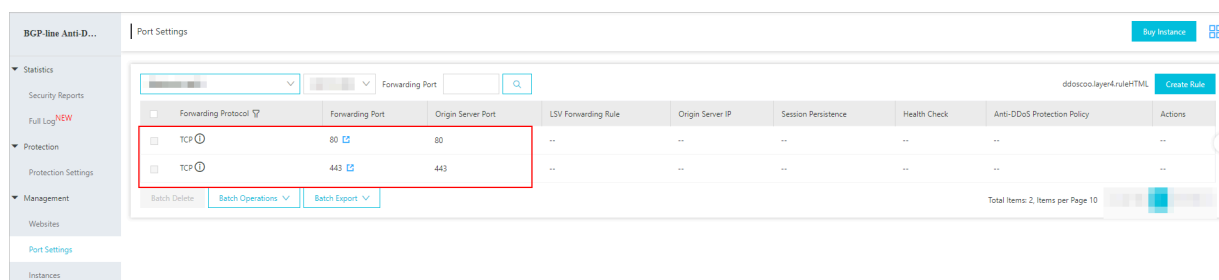 BGP-line Anti-D...
Port Settings
Buy Instance
Statistics
Security Reports
Full Log NEW
Protection
Protection Settings
Management
Websites
Port Settings
Instances
Forwarding Port
ddoscoo.layer4.ruleHTML
Create Rule
Forwarding Protocol Forwarding Port Origin Server Port LSV Forwarding Rule Origin Server IP Session Persistence Health Check Anti-DDoS Protection Policy Actions
TCP 80 80 -- -- -- -- -- --
TCP 443 443 -- -- -- -- -- --
Batch Delete Batch Operations Batch Export Total Items: 2, Items per Page 10